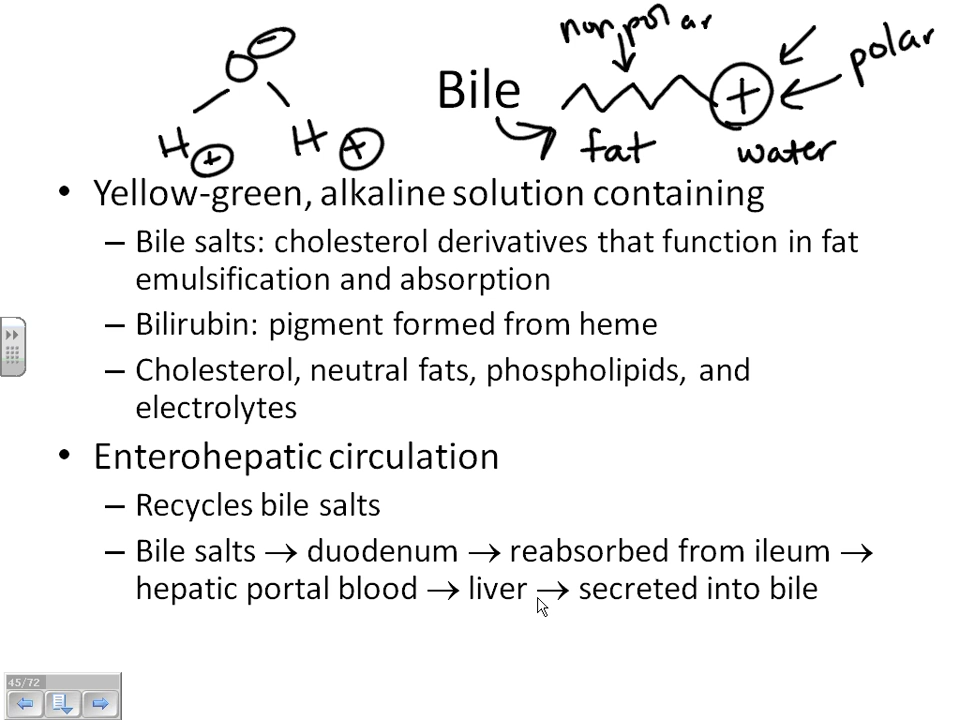 non polar
polar
O −
Bile
+
H + H +
fat water
• Yellow-green, alkaline solution containing
– Bile salts: cholesterol derivatives that function in fat
emulsification and absorption
– Bilirubin: pigment formed from heme
– Cholesterol, neutral fats, phospholipids, and
electrolytes
• Enterohepatic circulation
– Recycles bile salts
– Bile salts → duodenum → reabsorbed from ileum →
hepatic portal blood → liver → secreted into bile
45/72